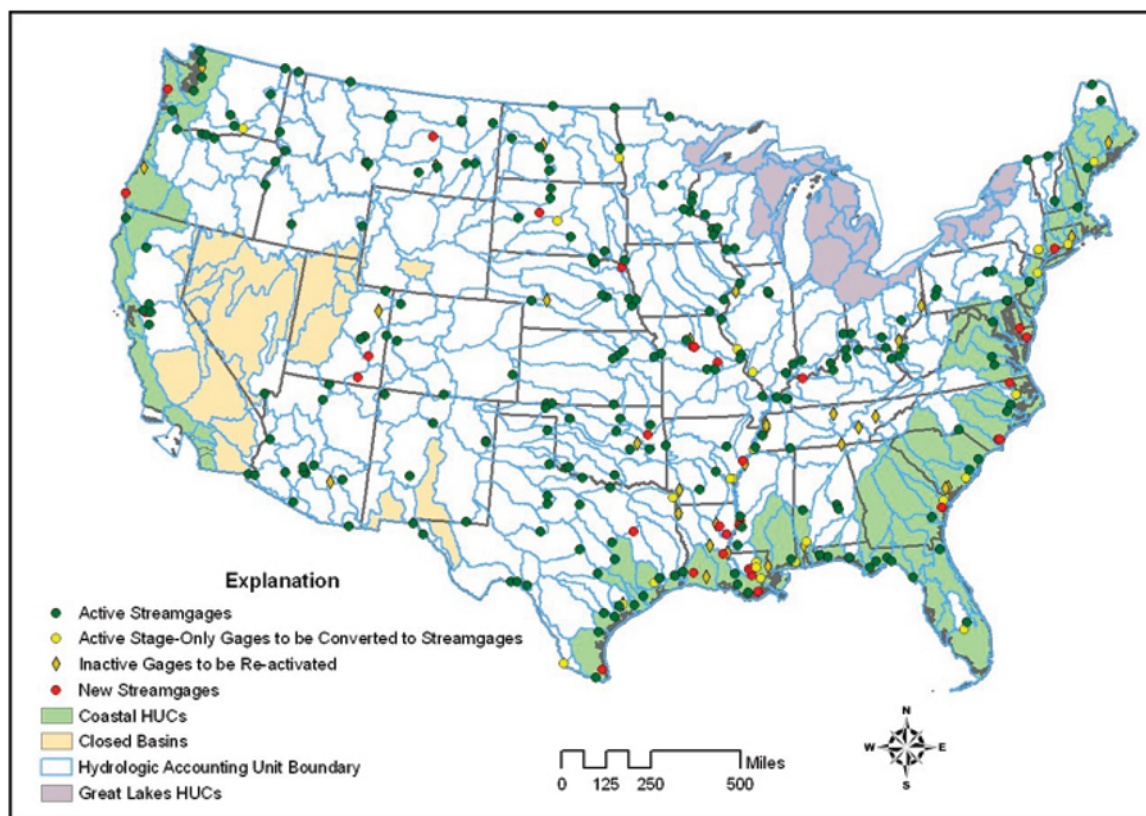 Explanation
Active Streamgages
Active Stage-Only Gages to be Converted to Streamgages
Inactive Gages to be Re-activated
New Streamgages
Coastal HUCs
Closed Basins
Hydrologic Accounting Unit Boundary
Great Lakes HUCs
Miles
0 125 250 500
N
W E
S